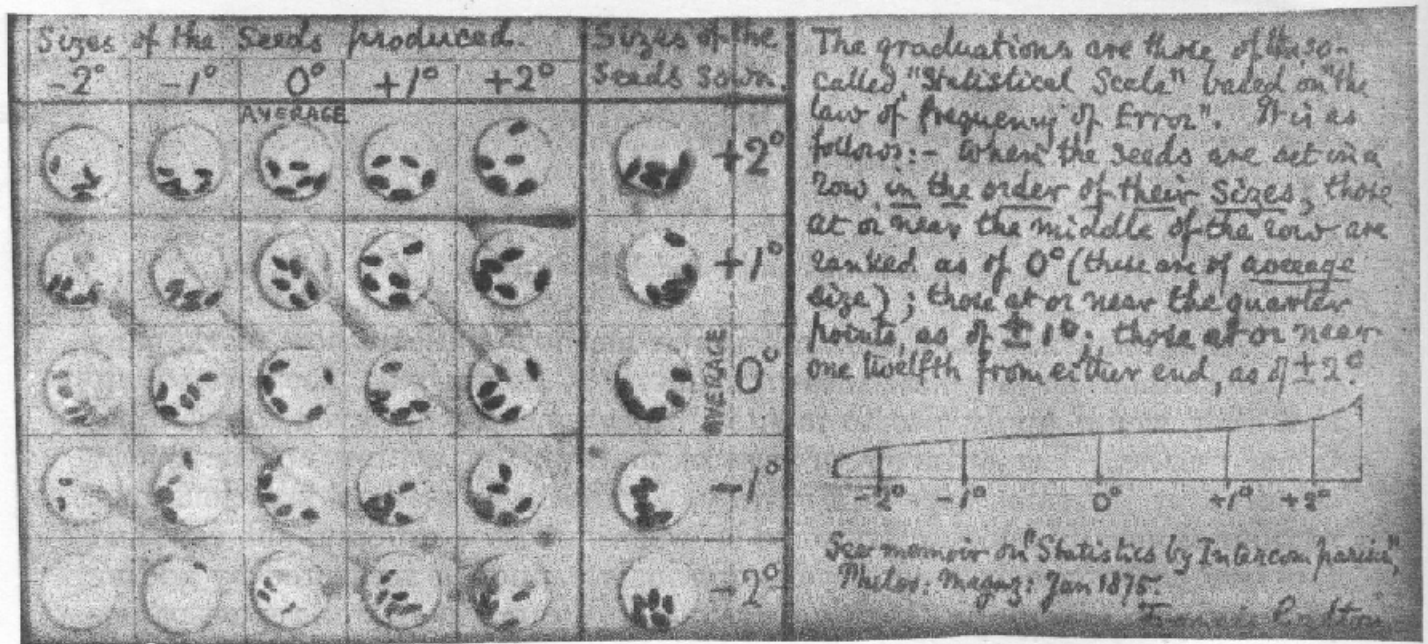 Sizes of the Seeds produced.
-2° -1° 0° +1° +2°
AVERAGE
Sizes of the
Seeds Sown.
+2°
+1°
AVERAGE 0°
-1°
-2°
The graduations are those of the so-
called "Statistical Scale" based on "the
law of Frequency of Error". It is as
follows:- When the seeds are set in a
row in the order of their sizes, those
at or near the middle of the row are
ranked as of 0° (these are of average
size); those at or near the quarter
points, as of ± 1°; those at or near
one twelfth from either end, as of ± 2°.
-2° -1° 0° +1° +2°
See memoir on "Statistics by Intercomparison",
Philos: Magaz: Jan 1875.
Francis Galton